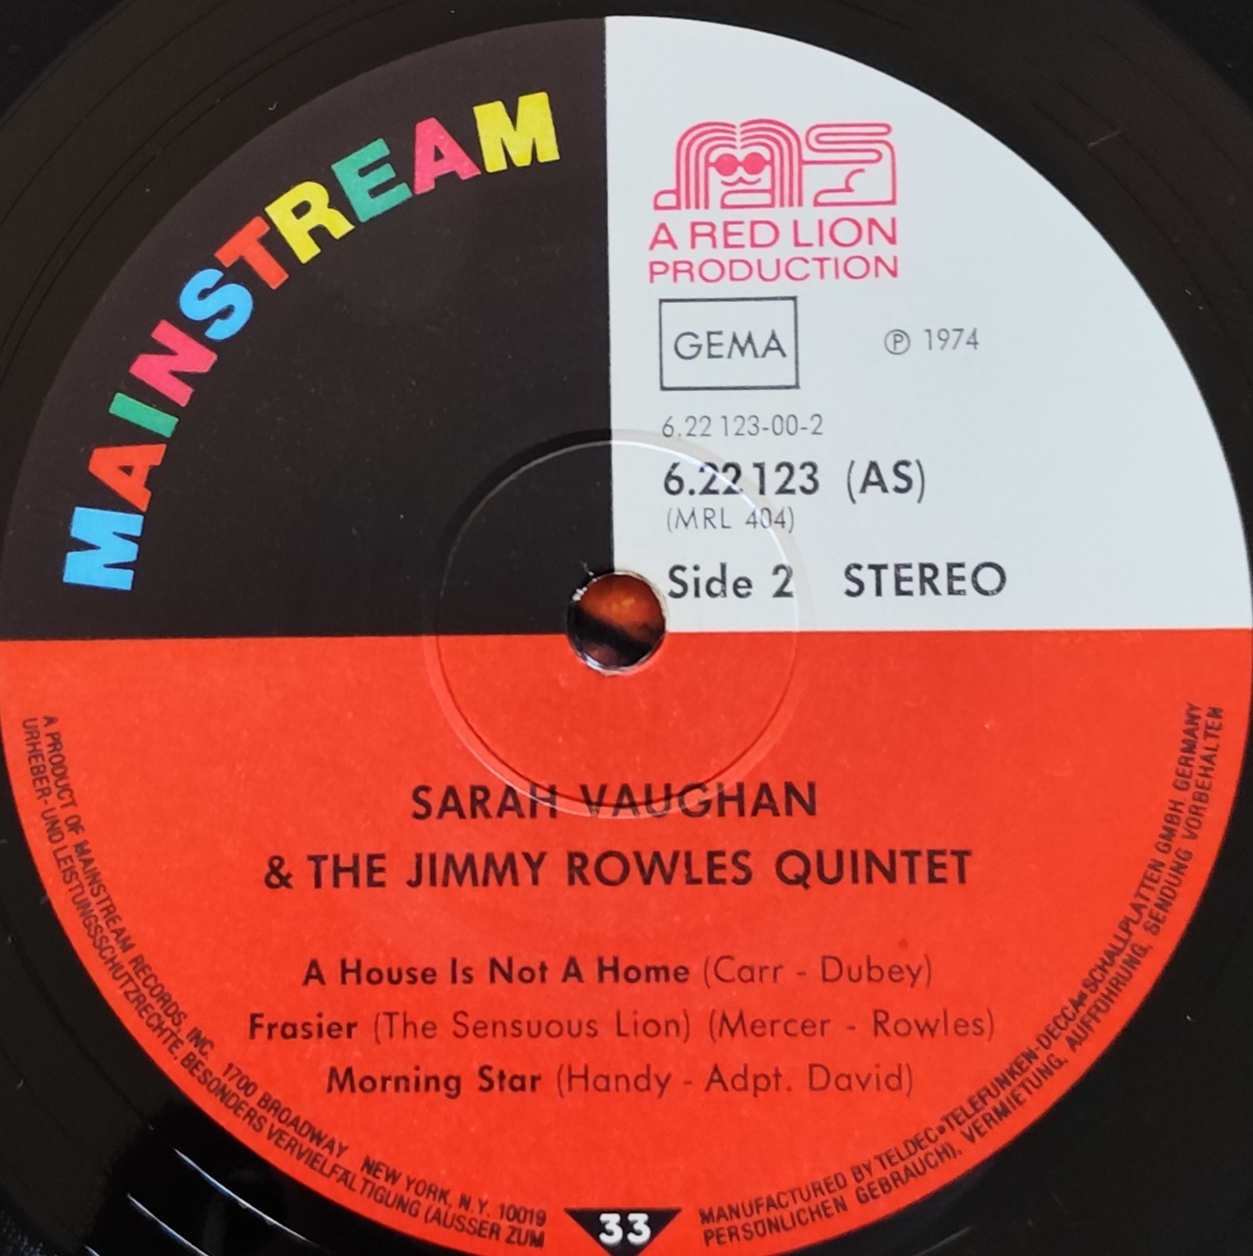 MAINSTREAM
A RED LION
PRODUCTION
GEMA
℗ 1974
6.22 123-00-2
6.22123 (AS)
(MRL 404)
Side 2 STEREO
SARAH VAUGHAN
& THE JIMMY ROWLES QUINTET
A House Is Not A Home (Carr - Dubey)
Frasier (The Sensuous Lion) (Mercer - Rowles)
Morning Star (Handy - Adpt. David)
A PRODUCT OF MAINSTREAM RECORDS, INC. 1700 BROADWAY NEW YORK, N.Y. 10019
URHEBER- UND LEISTUNGSSCHUTZRECHTE, BESONDERS VERVIELFÄLTIGUNG (AUSSER ZUM
33
MANUFACTURED BY TELDEC »TELEFUNKEN-DECCA« SCHALLPLATTEN GMBH, GERMANY
PERSÖNLICHEN GEBRAUCH), VERMIETUNG, AUFFÜHRUNG, SENDUNG VORBEHALTEN